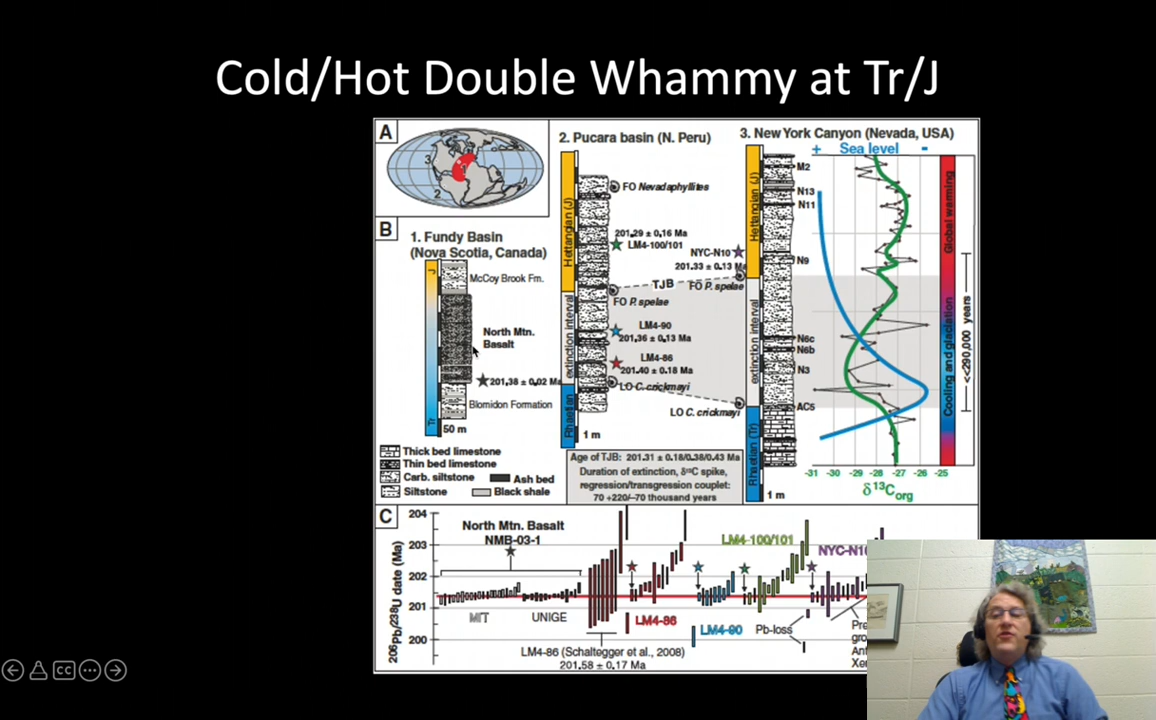 Cold/Hot Double Whammy at Tr/J
A
3
1
2
B
1. Fundy Basin
(Nova Scotia, Canada)
J
McCoy Brook Fm.
North Mtn.
Basalt
201.38 ± 0.02 Ma
Blomidon Formation
Tr
50 m
Thick bed limestone
Thin bed limestone
Carb. siltstone
Ash bed
Siltstone
Black shale
2. Pucara basin (N. Peru)
Hettangian (J)
extinction interval
Rhaetian
FO Nevadaphyllites
201.29 ± 0.16 Ma
LM4-100/101
TJB
FO P. spelae
LM4-90
201.36 ± 0.13 Ma
LM4-86
201.40 ± 0.18 Ma
LO C. crickmayi
1 m
Age of TJB: 201.31 ± 0.18/0.38/0.43 Ma
Duration of extinction, δ¹³C spike,
regression/transgression couplet:
70 +220/-70 thousand years
3. New York Canyon (Nevada, USA)
+ Sea level -
Hettangian (J)
extinction interval
Rhaetian (Tr)
NYC-N10
201.33 ± 0.13 Ma
FO P. spelae
LO C. crickmayi
M2
N13
N11
N9
N6c
N6b
N3
AC5
1 m
-31 -30 -29 -28 -27 -26 -25
δ¹³Corg
Global warming
Cooling and glaciation
<<290,000 years
C
206Pb/238U date (Ma)
204
203
202
201
200
North Mtn. Basalt
NMB-03-1
MIT
UNIGE
LM4-86 (Schaltegger et al., 2008)
201.58 ± 0.17 Ma
LM4-86
LM4-90
LM4-100/101
Pb-loss
NYC-N10
CC